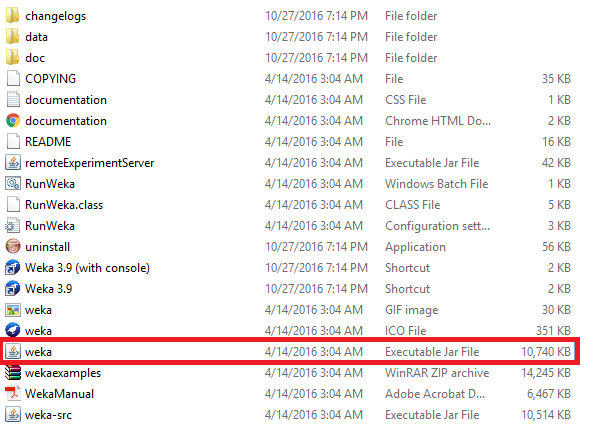 changelogs 10/27/2016 7:14 PM File folder
data 10/27/2016 7:14 PM File folder
doc 10/27/2016 7:14 PM File folder
COPYING 4/14/2016 3:04 AM File 35 KB
documentation 4/14/2016 3:04 AM CSS File 1 KB
documentation 4/14/2016 3:04 AM Chrome HTML Do... 2 KB
README 4/14/2016 3:04 AM File 16 KB
remoteExperimentServer 4/14/2016 3:04 AM Executable Jar File 42 KB
RunWeka 4/14/2016 3:04 AM Windows Batch File 1 KB
RunWeka.class 4/14/2016 3:04 AM CLASS File 5 KB
RunWeka 4/14/2016 3:04 AM Configuration sett... 3 KB
uninstall 10/27/2016 7:14 PM Application 56 KB
Weka 3.9 (with console) 10/27/2016 7:14 PM Shortcut 2 KB
Weka 3.9 10/27/2016 7:14 PM Shortcut 2 KB
weka 4/14/2016 3:04 AM GIF image 30 KB
weka 4/14/2016 3:04 AM ICO File 351 KB
weka 4/14/2016 3:04 AM Executable Jar File 10,740 KB
wekaexamples 4/14/2016 3:04 AM WinRAR ZIP archive 14,245 KB
WekaManual 4/14/2016 3:04 AM Adobe Acrobat D... 6,467 KB
weka-src 4/14/2016 3:04 AM Executable Jar File 10,514 KB